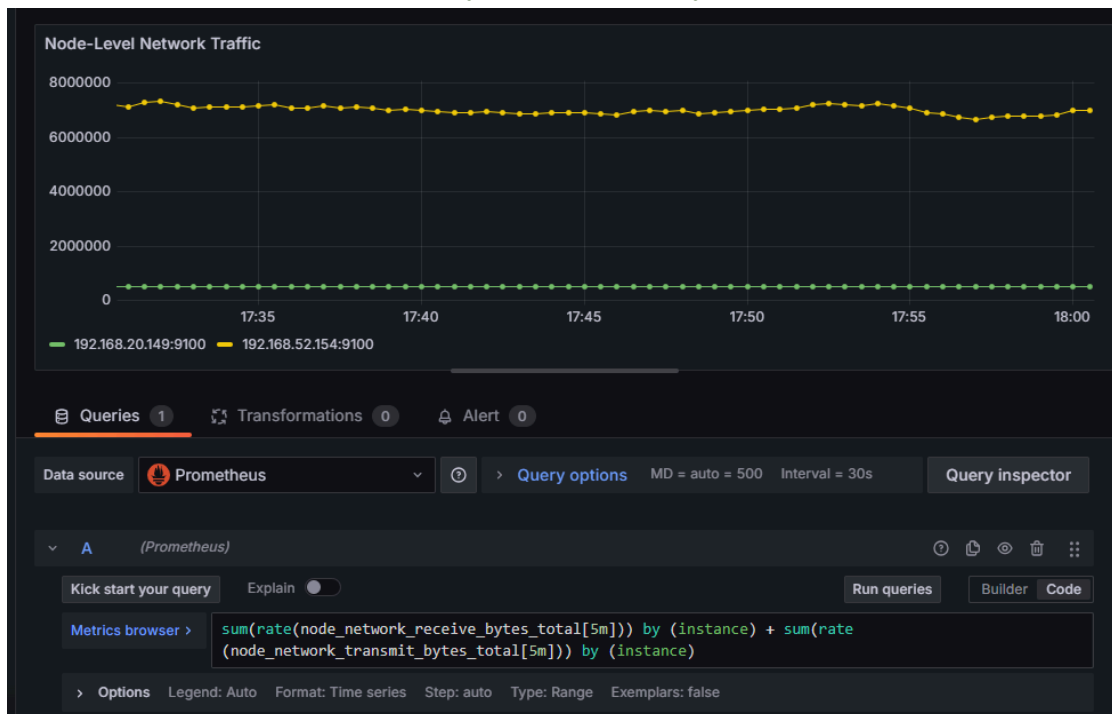 Node-Level Network Traffic
8000000
6000000
4000000
2000000
0
17:35 17:40 17:45 17:50 17:55 18:00
192.168.20.149:9100 192.168.52.154:9100
Queries 1 Transformations 0 Alert 0
Data source Prometheus Query options MD = auto = 500 Interval = 30s Query inspector
A (Prometheus)
Kick start your query Explain Run queries Builder Code
Metrics browser > sum(rate(node_network_receive_bytes_total[5m])) by (instance) + sum(rate
(node_network_transmit_bytes_total[5m])) by (instance)
Options Legend: Auto Format: Time series Step: auto Type: Range Exemplars: false